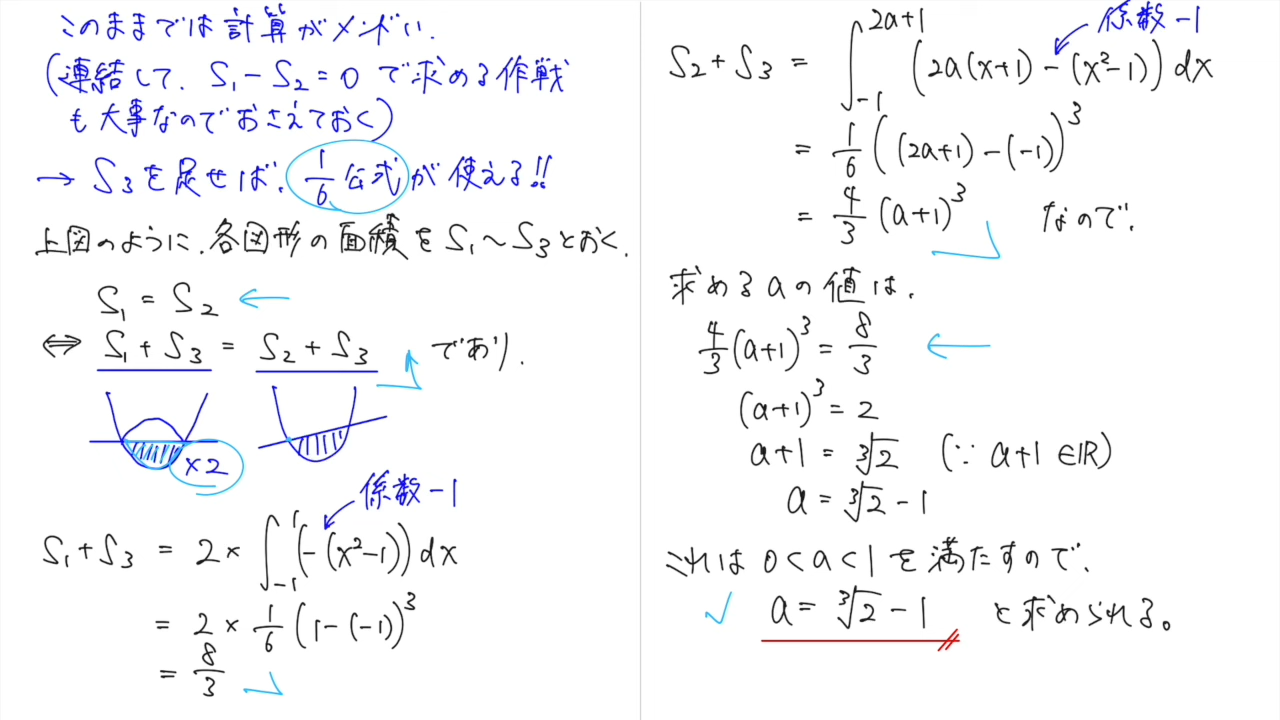 このままでは計算がメンドい.
(連結して、S₁-S₂=0で求める作戦
も大事なのでおさえておく)
→ S₃を足せば、1/6公式が使える!!
上図のように、各図形の面積をS₁〜S₃とおく.
S₁ = S₂
⇔ S₁+S₃ = S₂+S₃ であり.
×2
係数-1
S₁+S₃ = 2×∫_{-1}^{1}(-(x²-1))dx
= 2×1/6(1-(-1))³
= 8/3
係数-1
S₂+S₃ = ∫_{-1}^{2a+1}(2a(x+1)-(x²-1))dx
= 1/6((2a+1)-(-1))³
= 4/3(a+1)³ なので、
求めるaの値は、
4/3(a+1)³ = 8/3
(a+1)³ = 2
a+1 = ∛2 (∵ a+1∈ℝ)
a = ∛2-1
これは 0<a<1を満たすので、
a = ∛2-1 と求められる。